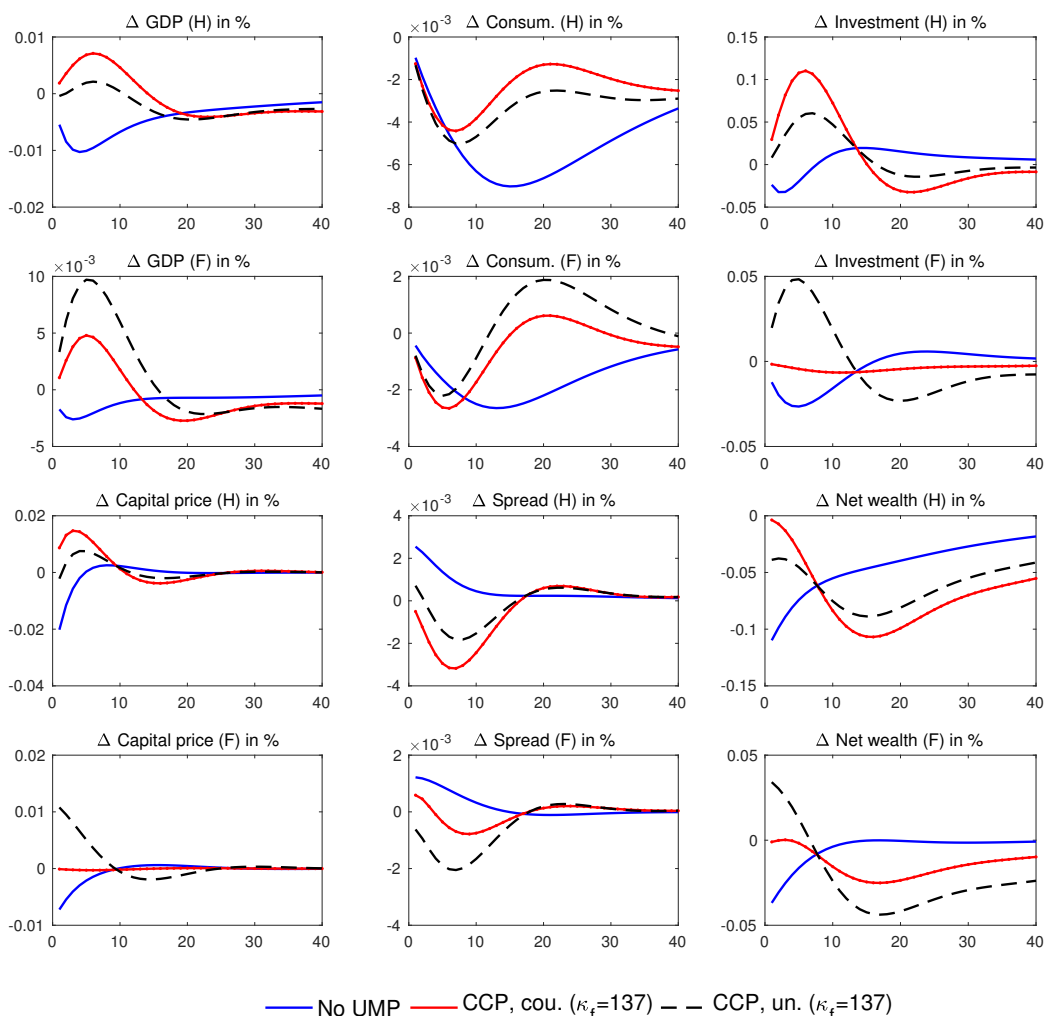 Δ GDP (H) in %
0.01
0
-0.01
-0.02
0 10 20 30 40
×10⁻³ Δ Consum. (H) in %
0
-2
-4
-6
-8
0 10 20 30 40
Δ Investment (H) in %
0.15
0.1
0.05
0
-0.05
0 10 20 30 40
×10⁻³ Δ GDP (F) in %
10
5
0
-5
0 10 20 30 40
×10⁻³ Δ Consum. (F) in %
2
0
-2
-4
0 10 20 30 40
Δ Investment (F) in %
0.05
0
-0.05
0 10 20 30 40
Δ Capital price (H) in %
0.02
0
-0.02
-0.04
0 10 20 30 40
×10⁻³ Δ Spread (H) in %
4
2
0
-2
-4
0 10 20 30 40
Δ Net wealth (H) in %
0
-0.05
-0.1
-0.15
0 10 20 30 40
Δ Capital price (F) in %
0.02
0.01
0
-0.01
0 10 20 30 40
×10⁻³ Δ Spread (F) in %
2
0
-2
-4
0 10 20 30 40
Δ Net wealth (F) in %
0.05
0
-0.05
0 10 20 30 40
No UMP CCP, cou. (κ_f=137) CCP, un. (κ_f=137)